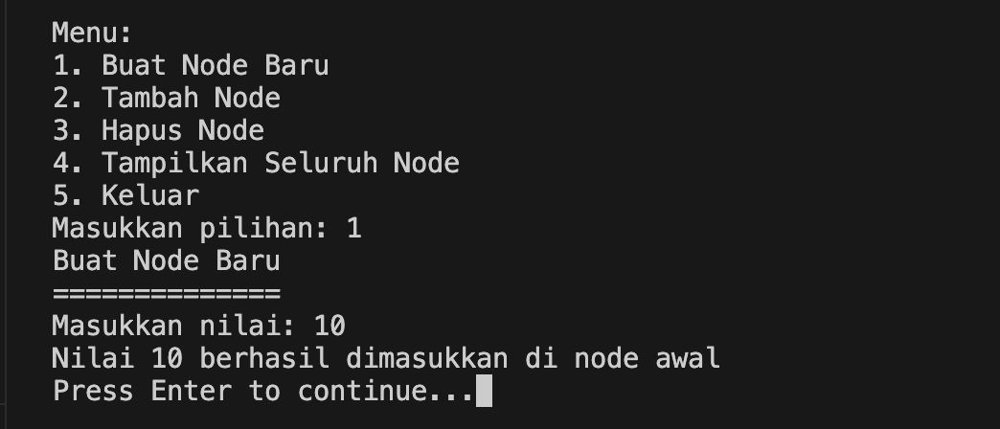 Menu:
1. Buat Node Baru
2. Tambah Node
3. Hapus Node
4. Tampilkan Seluruh Node
5. Keluar
Masukkan pilihan: 1
Buat Node Baru
==============
Masukkan nilai: 10
Nilai 10 berhasil dimasukkan di node awal
Press Enter to continue...